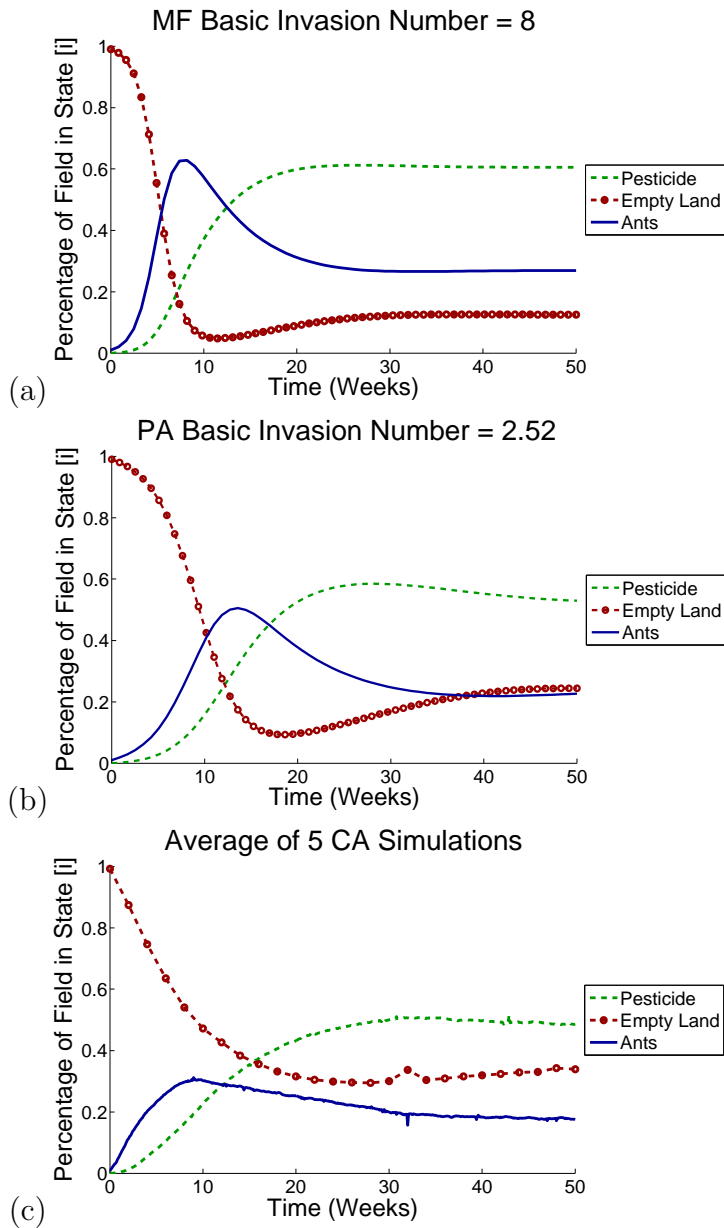 MF Basic Invasion Number = 8
Percentage of Field in State [i]
1
0.8
0.6
0.4
0.2
0
0 10 20 30 40 50
Time (Weeks)
Pesticide
Empty Land
Ants
(a)
PA Basic Invasion Number = 2.52
Percentage of Field in State [i]
1
0.8
0.6
0.4
0.2
0
0 10 20 30 40 50
Time (Weeks)
Pesticide
Empty Land
Ants
(b)
Average of 5 CA Simulations
Percentage of Field in State [i]
1
0.8
0.6
0.4
0.2
0
0 10 20 30 40 50
Time (Weeks)
Pesticide
Empty Land
Ants
(c)